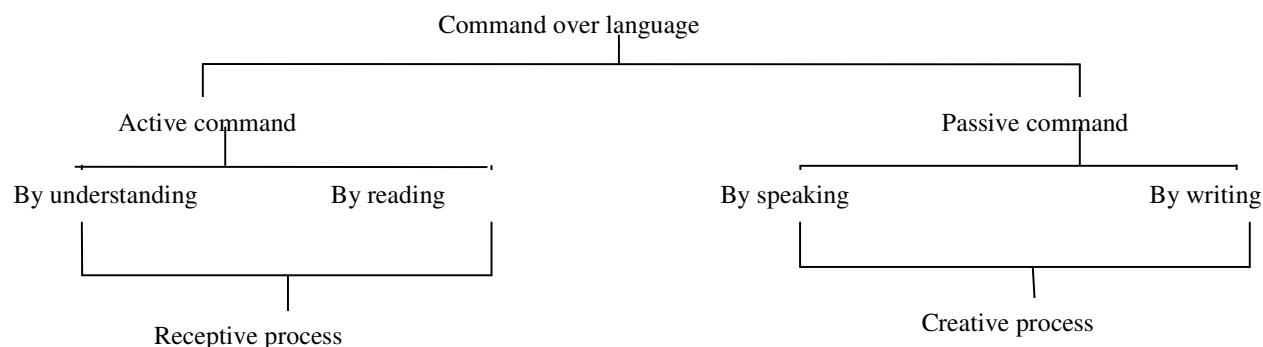 Command over language
Active command Passive command
By understanding By reading By speaking By writing
Receptive process Creative process